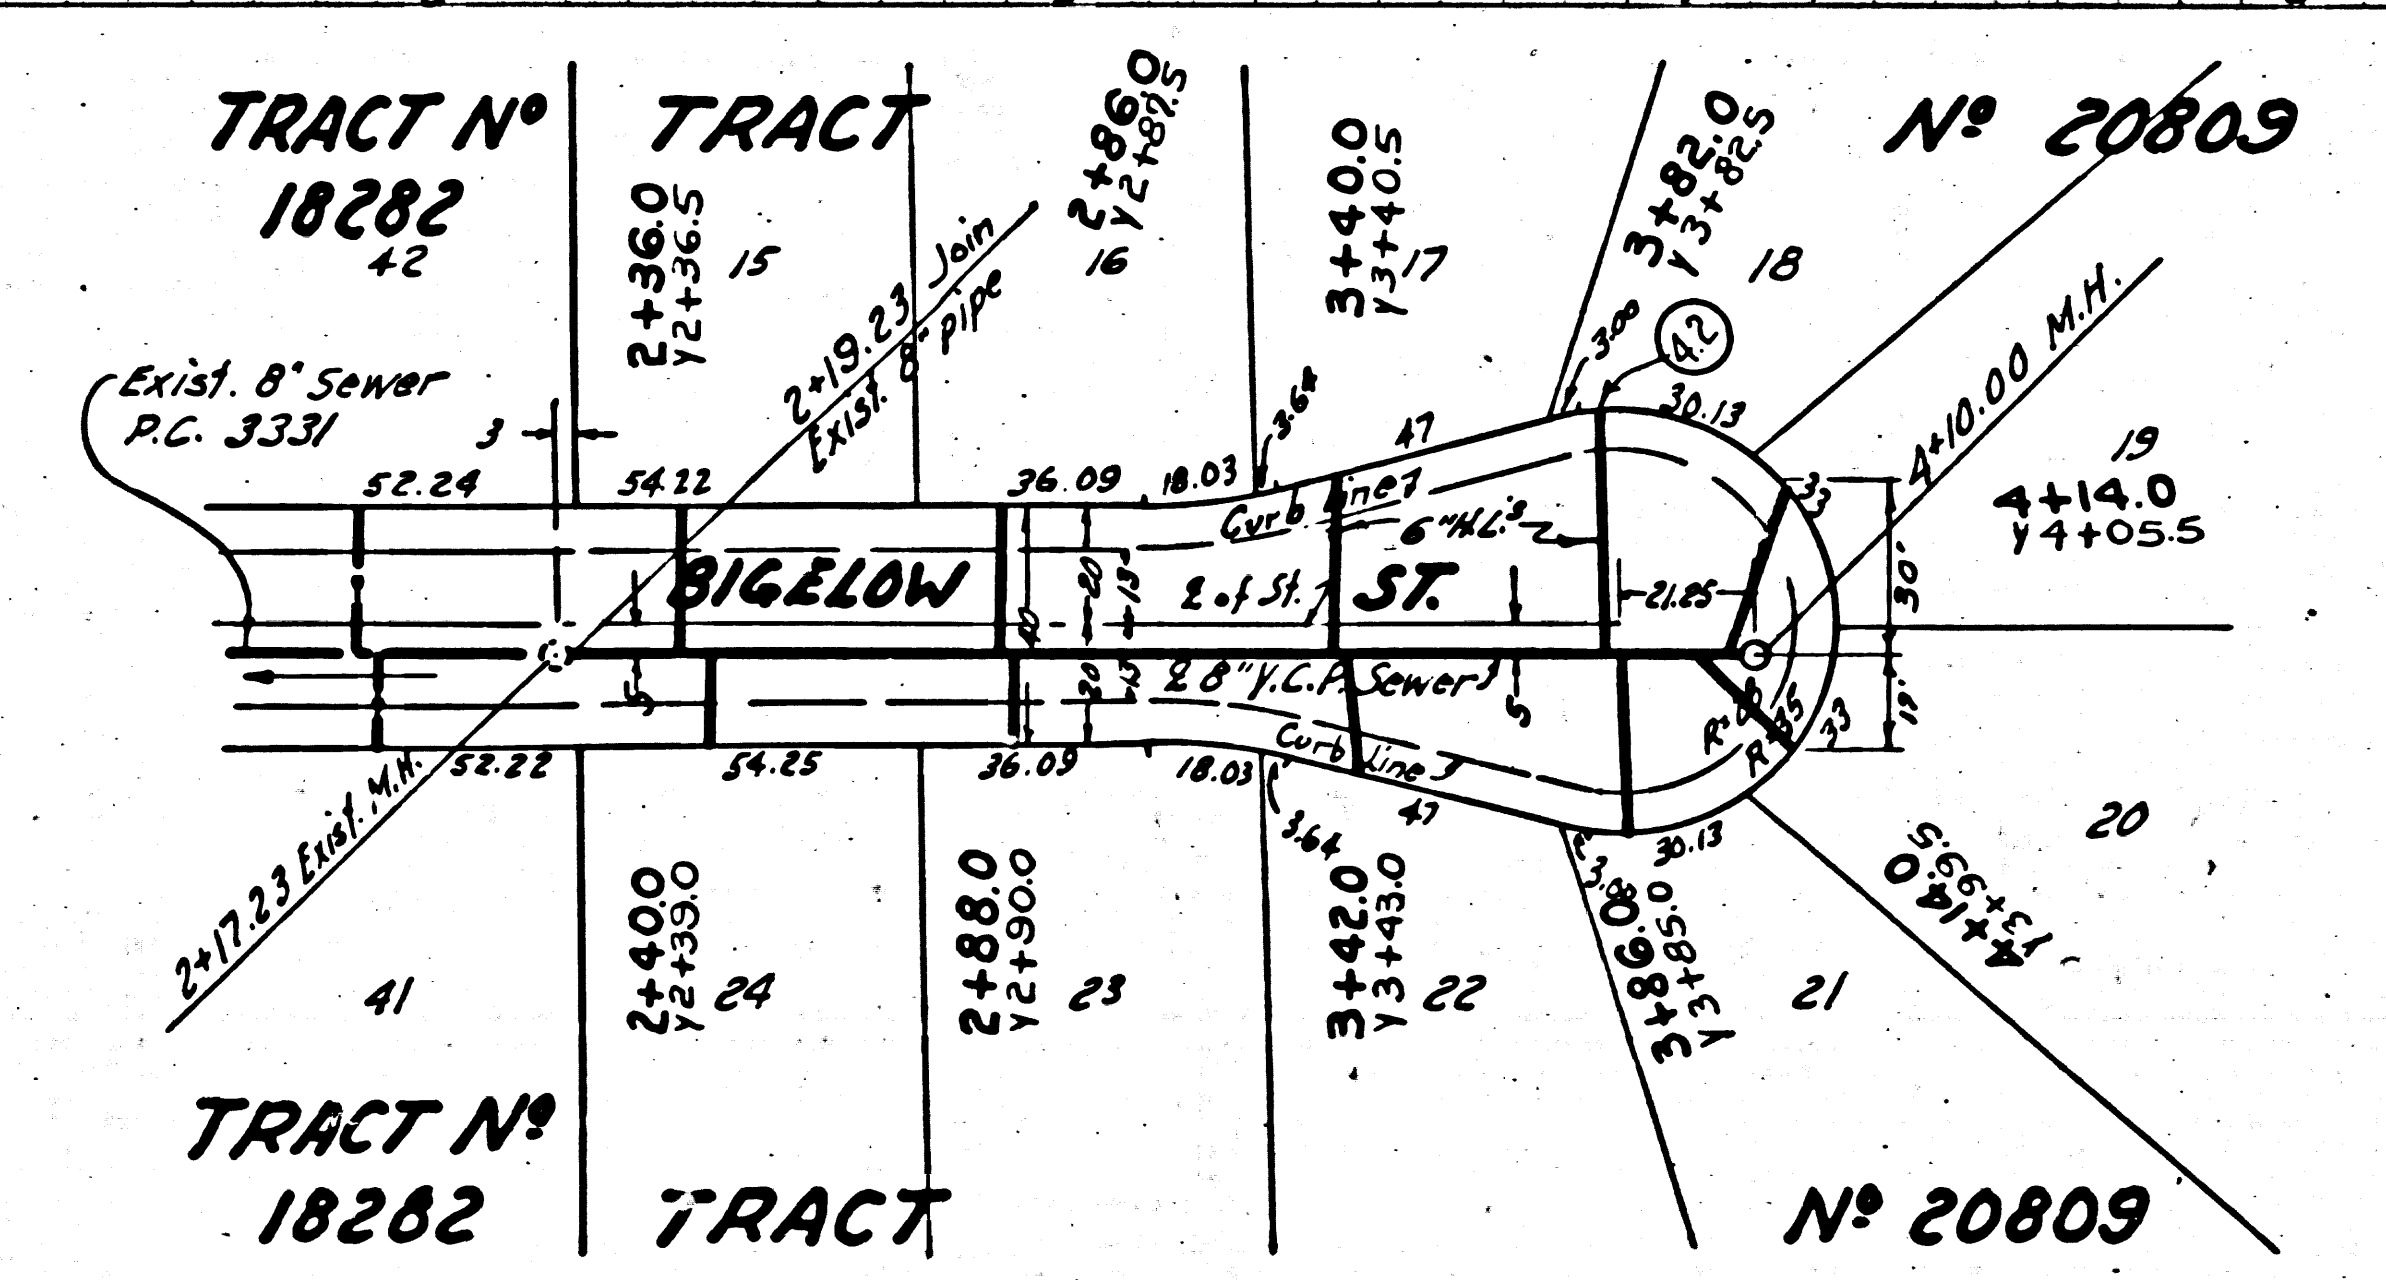 TRACT Nº
18282
42
TRACT
Nº 20809
2+36.0
Y2+36.5
15
2+86.0
Y2+87.5
16
3+40.0
Y3+40.5
17
3+82.0
Y3+82.5
18
2+19.23 Join
Exist. 8" pipe
4+10.00 M.H.
19
4+14.0
Y4+05.5
Exist. 8" Sewer
P.C. 3331
3
52.24
54.22
36.09
18.03
3.64
47
3.08
4.2
30.13
33
Curb line
6" H.L.'s
BIGELOW
ST.
℄ of St.
21.25
30'
40
20
13
20
13
5
℄ 8" V.C.P. Sewer
5
R=
R=35
33
17'
Curb line
52.22
54.25
36.09
18.03
3.64
47
3.08
30.13
2+17.23 Exist. M.H.
41
2+40.0
Y2+39.0
24
2+88.0
Y2+90.0
23
3+42.0
Y3+43.0
22
3+86.0
Y3+85.0
21
4+14.0
Y3+99.5
20
TRACT Nº
18282
TRACT
Nº 20809